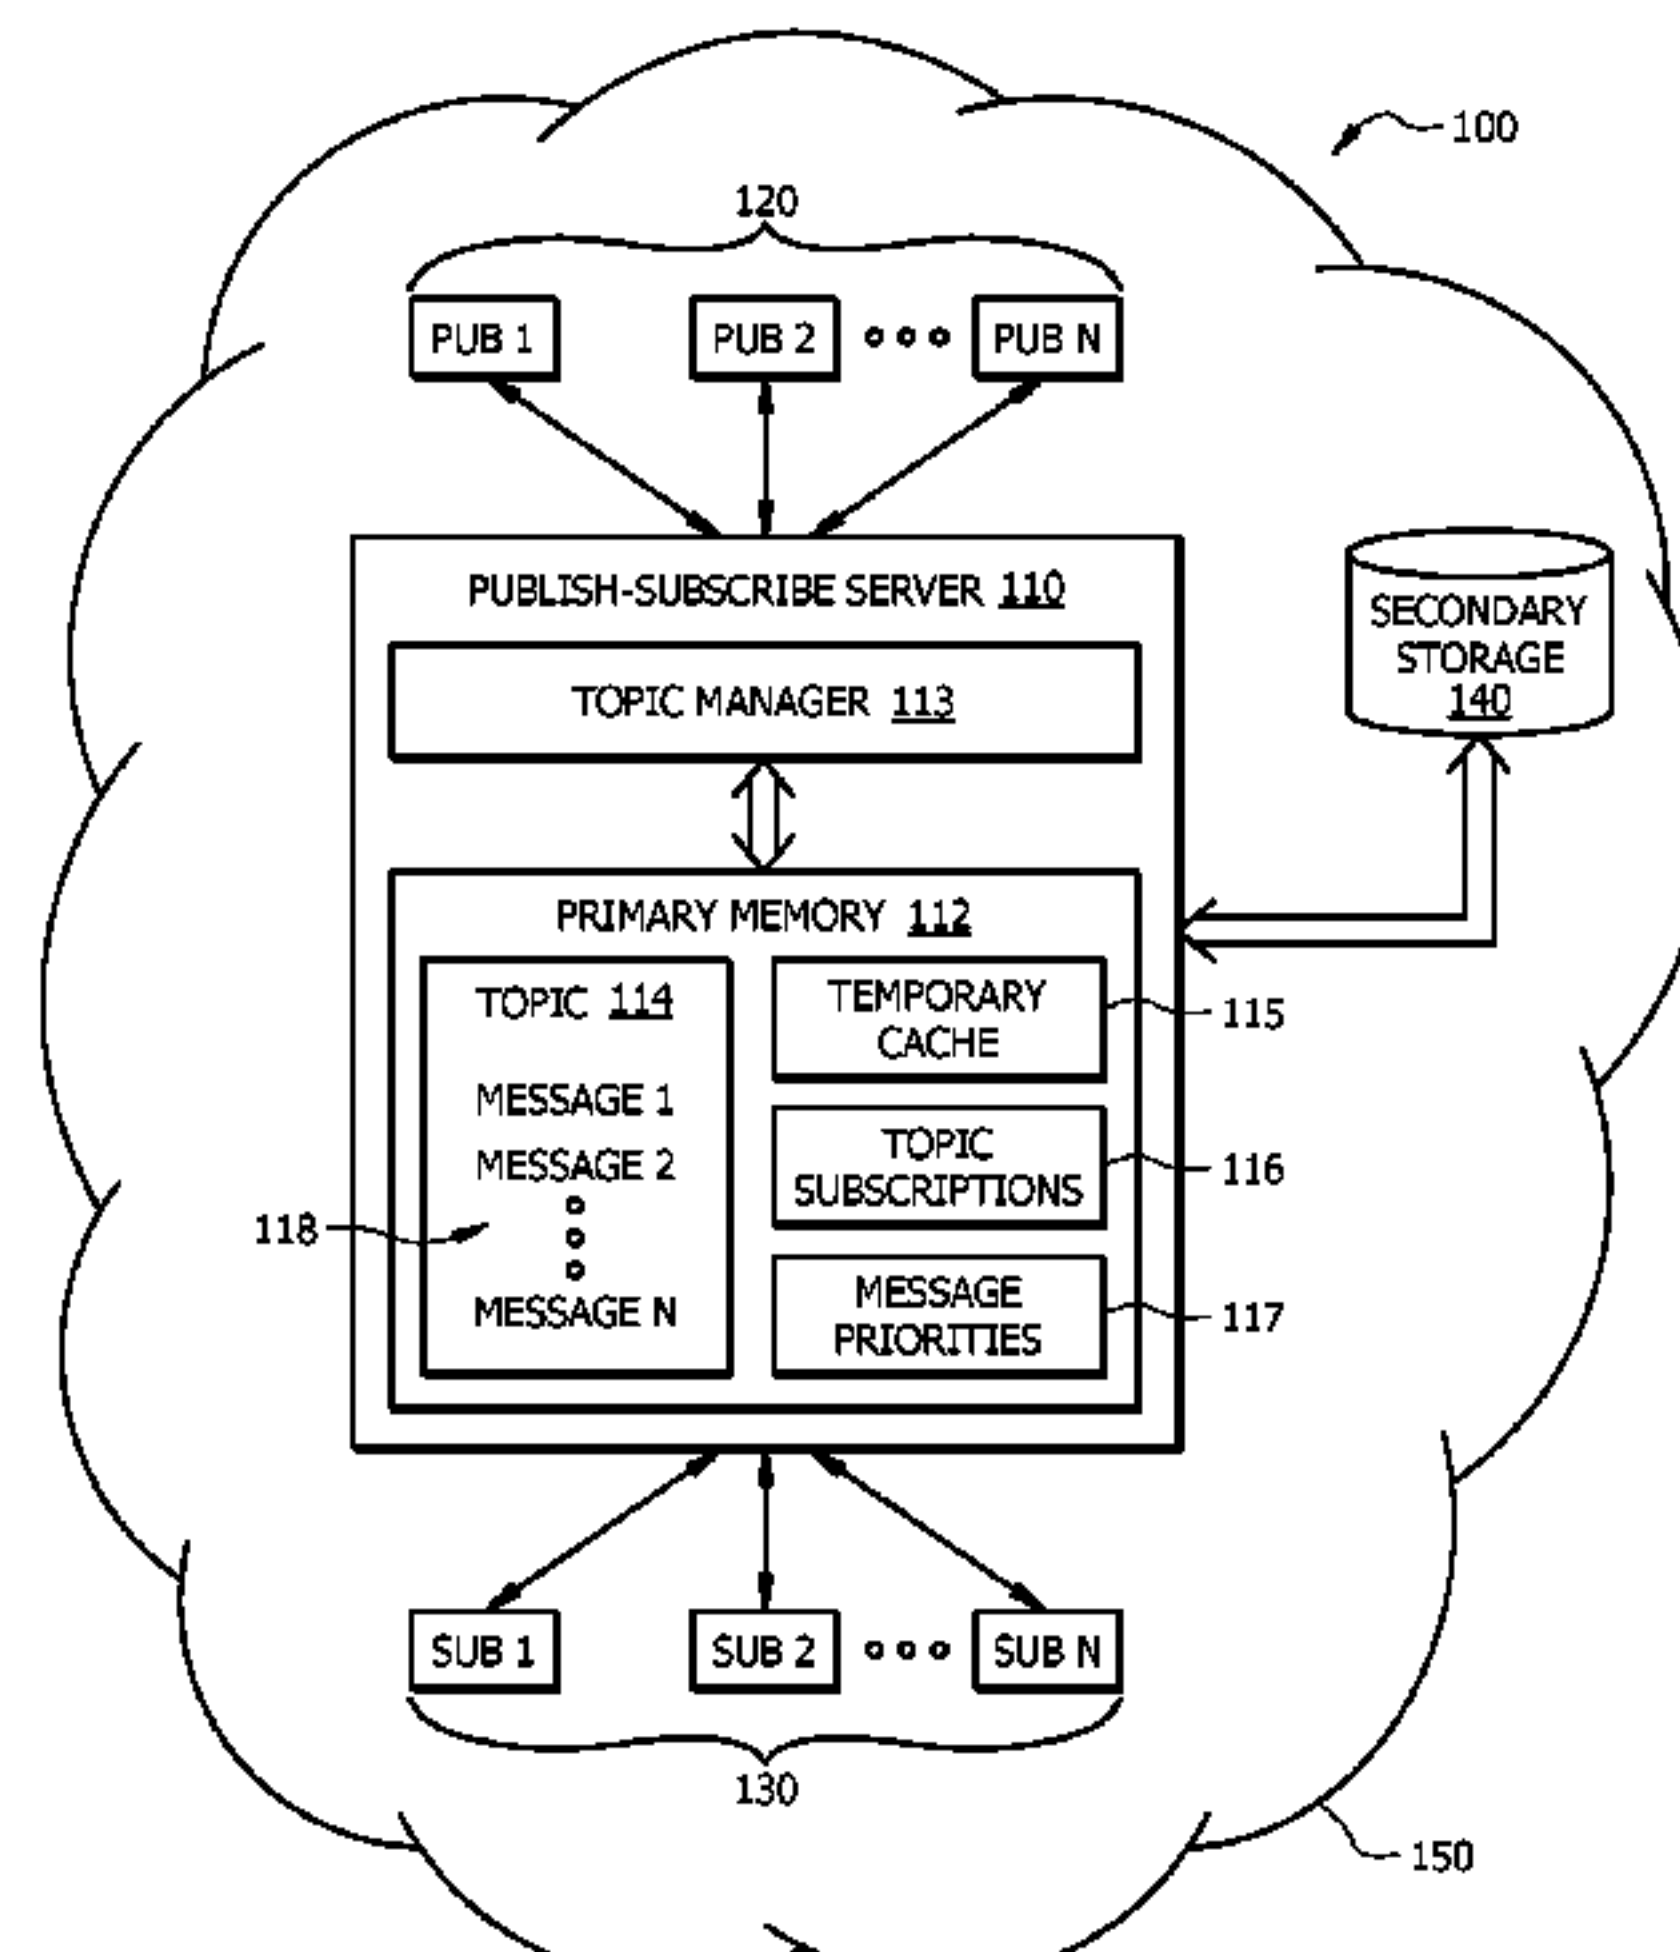 100
120
PUB 1
PUB 2
PUB N
PUBLISH-SUBSCRIBE SERVER 110
TOPIC MANAGER 113
SECONDARY
STORAGE
140
PRIMARY MEMORY 112
TOPIC 114
MESSAGE 1
MESSAGE 2
MESSAGE N
118
TEMPORARY
CACHE
115
TOPIC
SUBSCRIPTIONS
116
MESSAGE
PRIORITIES
117
SUB 1
SUB 2
SUB N
130
150